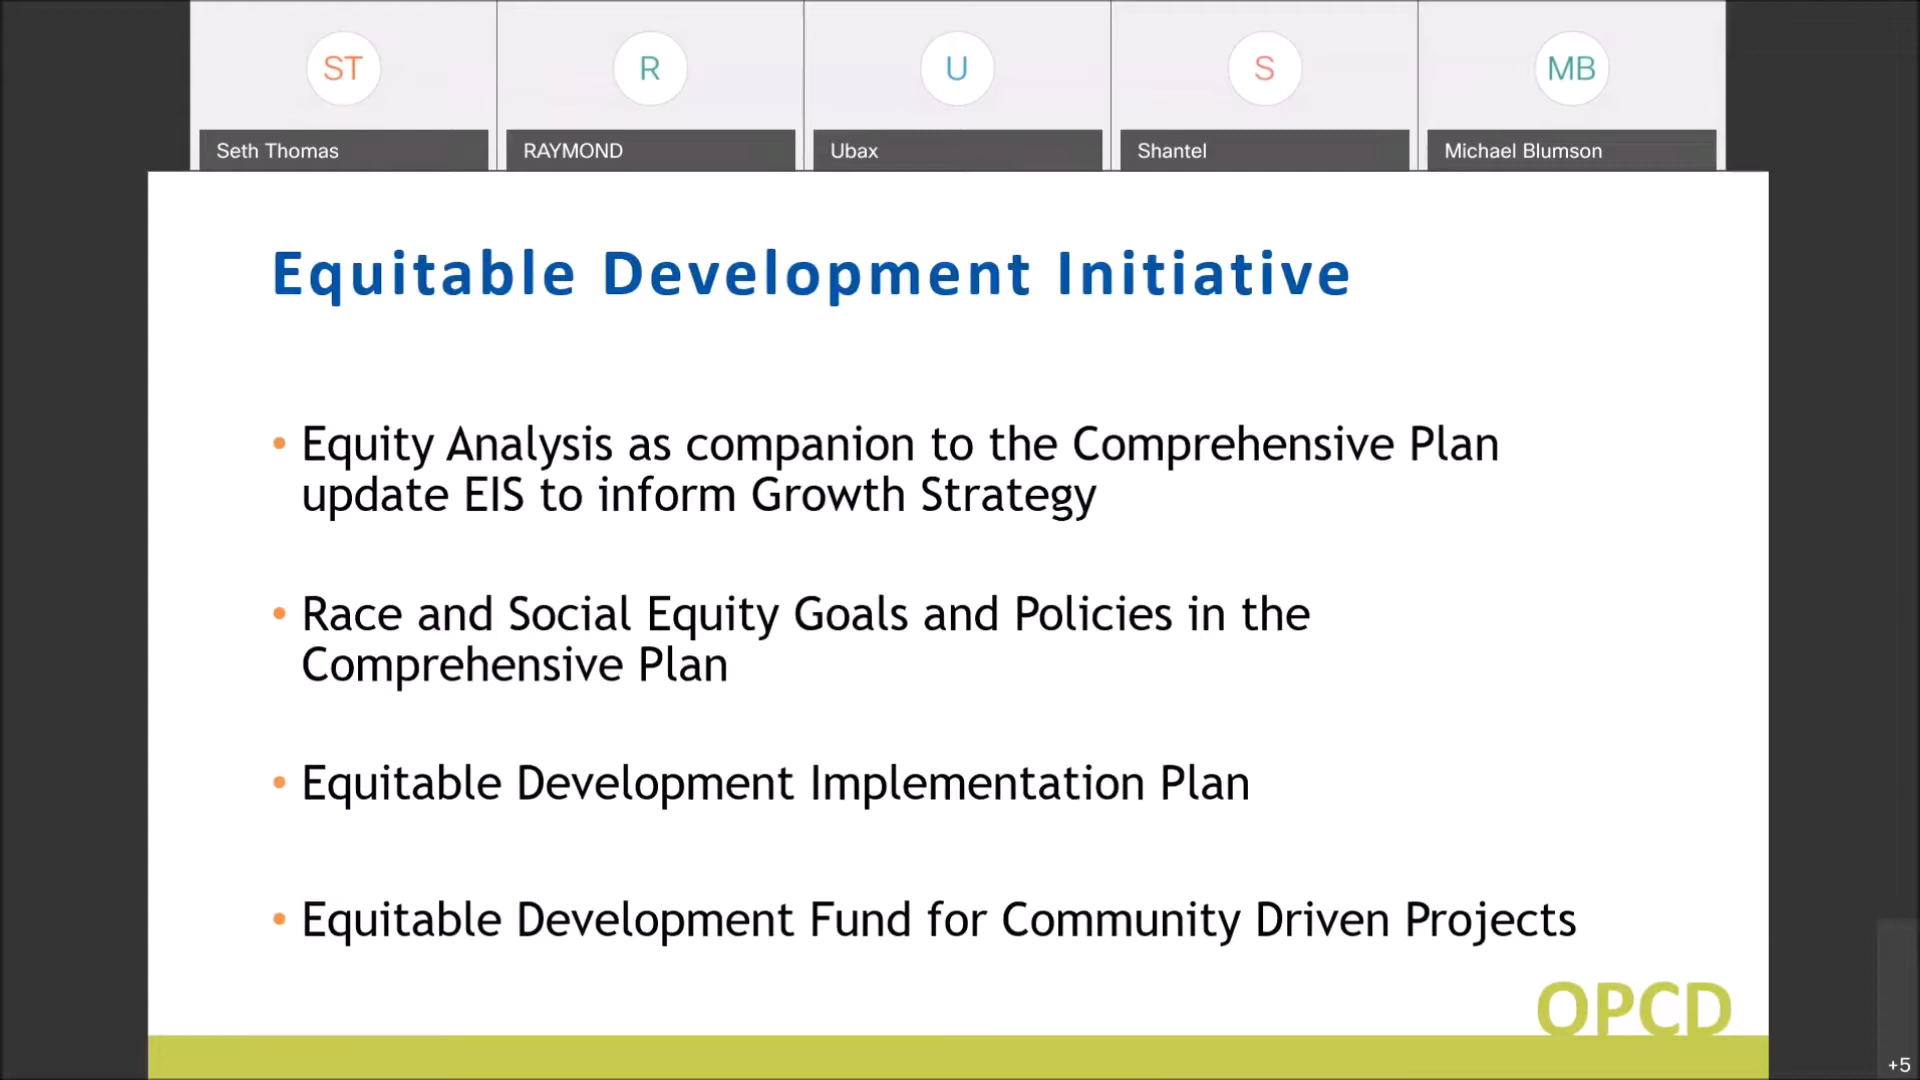 ST
R
U
S
MB
Seth Thomas
RAYMOND
Ubax
Shantel
Michael Blumson
Equitable Development Initiative
• Equity Analysis as companion to the Comprehensive Plan
update EIS to inform Growth Strategy
• Race and Social Equity Goals and Policies in the
Comprehensive Plan
• Equitable Development Implementation Plan
• Equitable Development Fund for Community Driven Projects
OPCD
+5